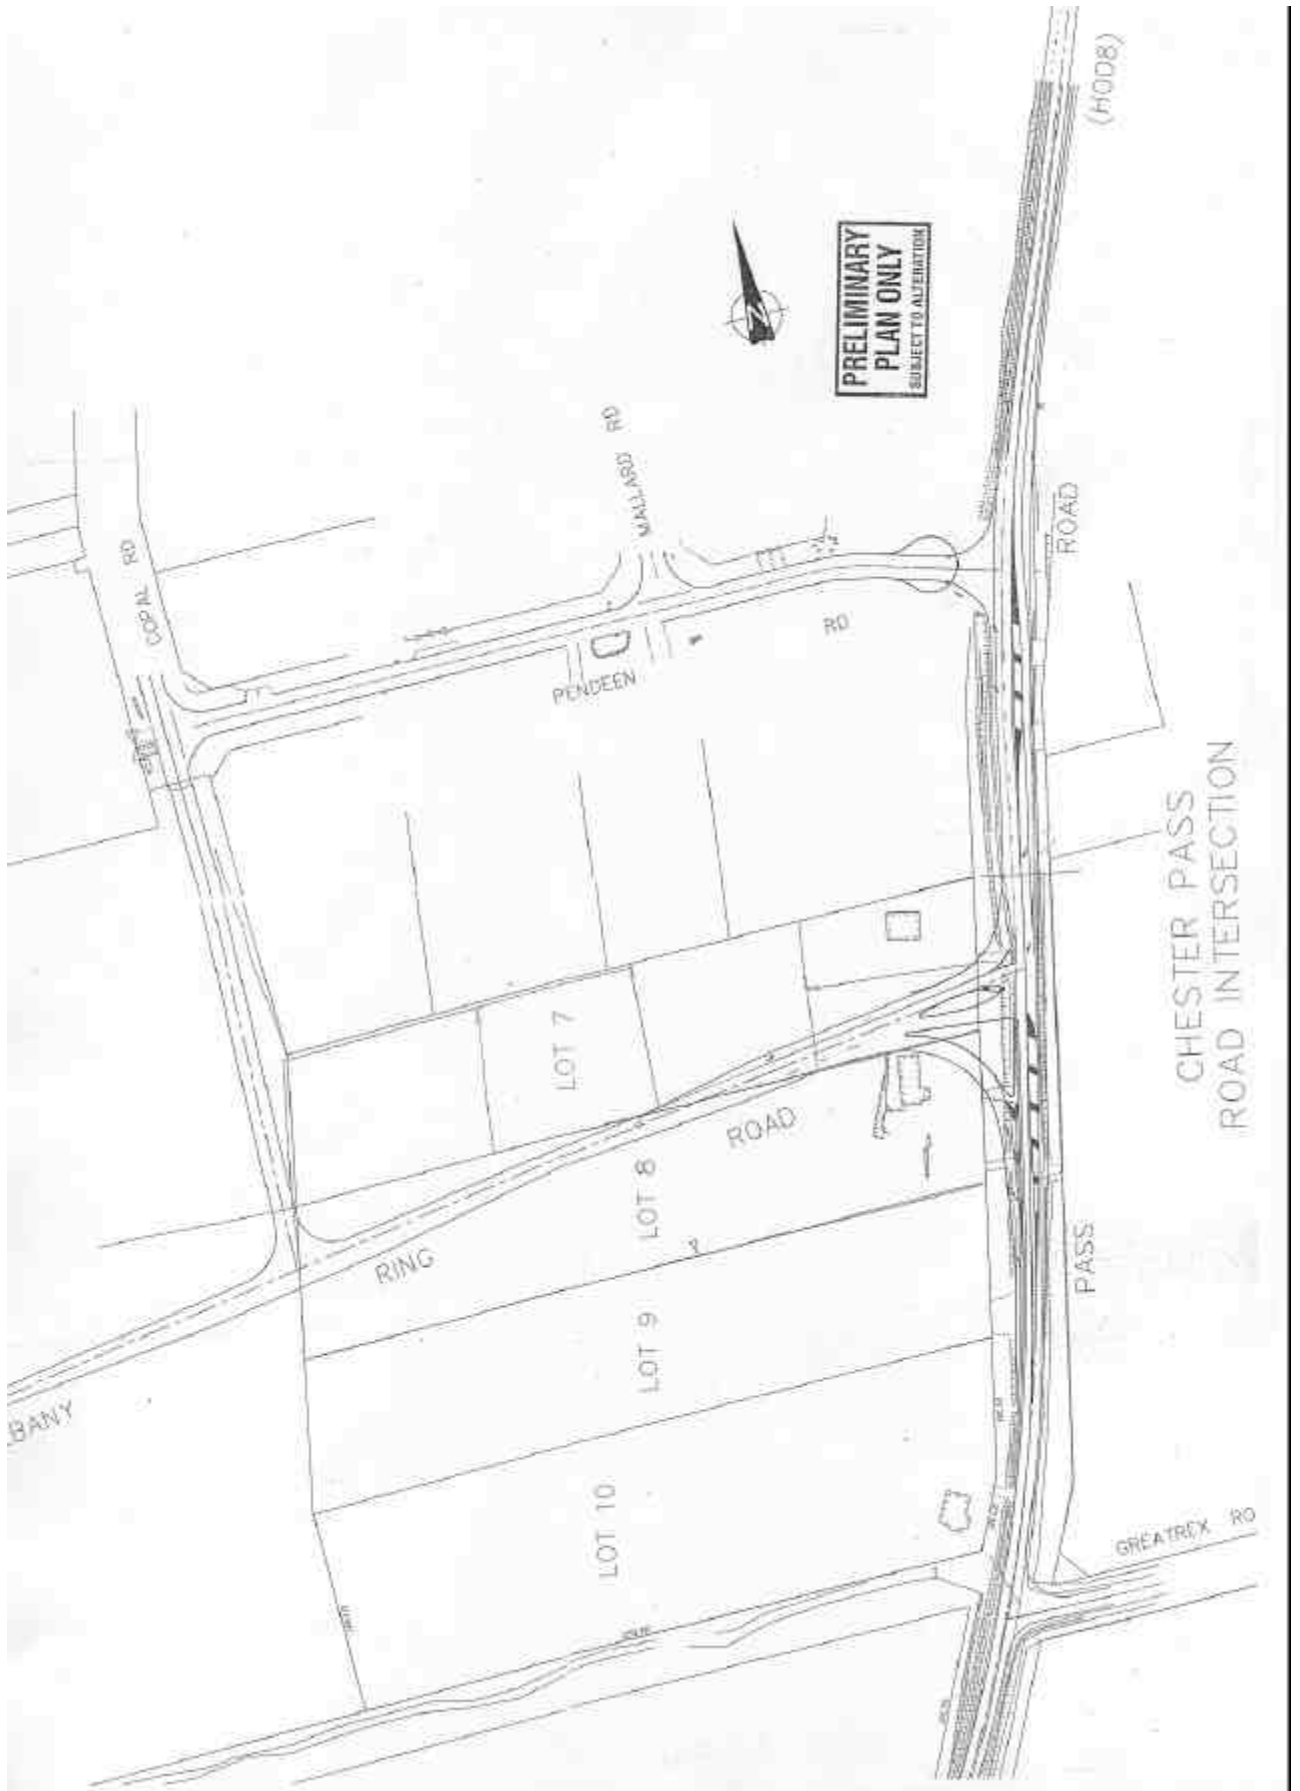 (H008)
PRELIMINARY
PLAN ONLY
SUBJECT TO ALTERATION
N
MALLARD RD
COPAL RD
ROAD
RD
PENDEEN
CHESTER PASS
ROAD INTERSECTION
LOT 7
ROAD
LOT 8
RING
PASS
LOT 9
BANY
LOT 10
GREATREX RO